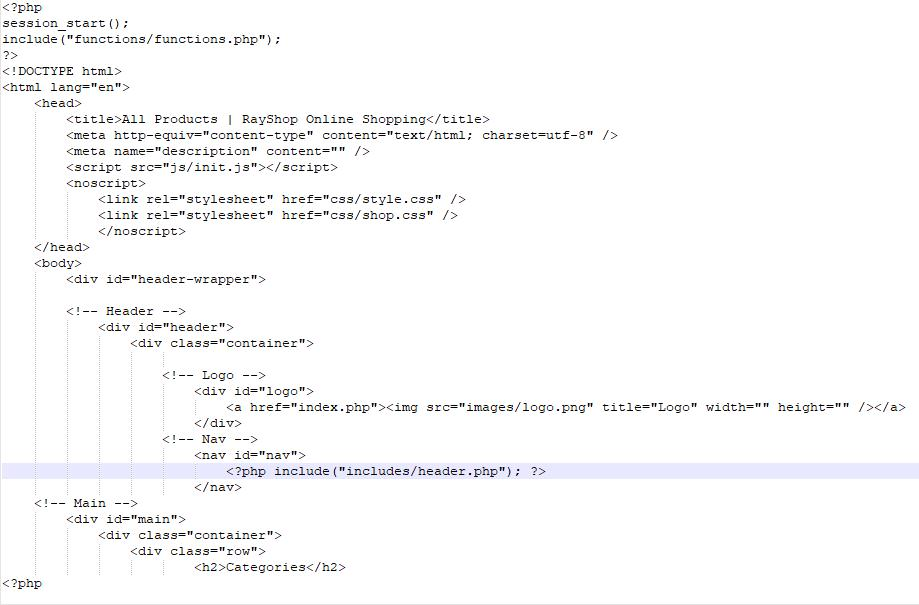 <?php
session_start();
include("functions/functions.php");
?>
<!DOCTYPE html>
<html lang="en">
<head>
<title>All Products | RayShop Online Shopping</title>
<meta http-equiv="content-type" content="text/html; charset=utf-8" />
<meta name="description" content="" />
<script src="js/init.js"></script>
<noscript>
<link rel="stylesheet" href="css/style.css" />
<link rel="stylesheet" href="css/shop.css" />
</noscript>
</head>
<body>
<div id="header-wrapper">
<!-- Header -->
<div id="header">
<div class="container">
<!-- Logo -->
<div id="logo">
<a href="index.php"><img src="images/logo.png" title="Logo" width="" height="" /></a>
</div>
<!-- Nav -->
<nav id="nav">
<?php include("includes/header.php"); ?>
</nav>
<!-- Main -->
<div id="main">
<div class="container">
<div class="row">
<h2>Categories</h2>
<?php